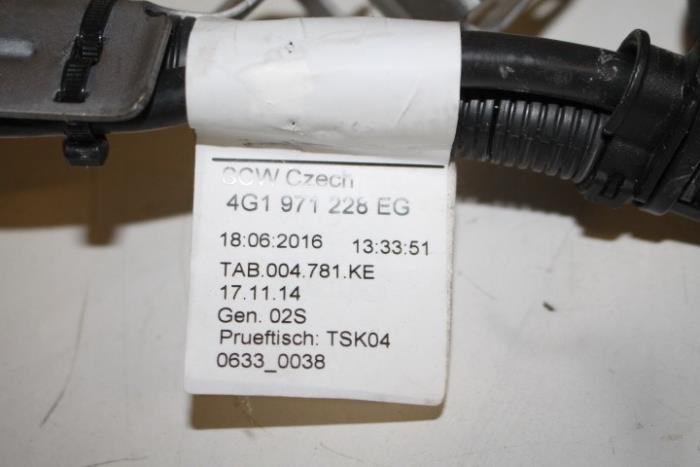 SCW Czech
4G1 971 228 EG
18:06:2016 13:33:51
TAB.004.781.KE
17.11.14
Gen. 02S
Prueftisch: TSK04
0633_0038